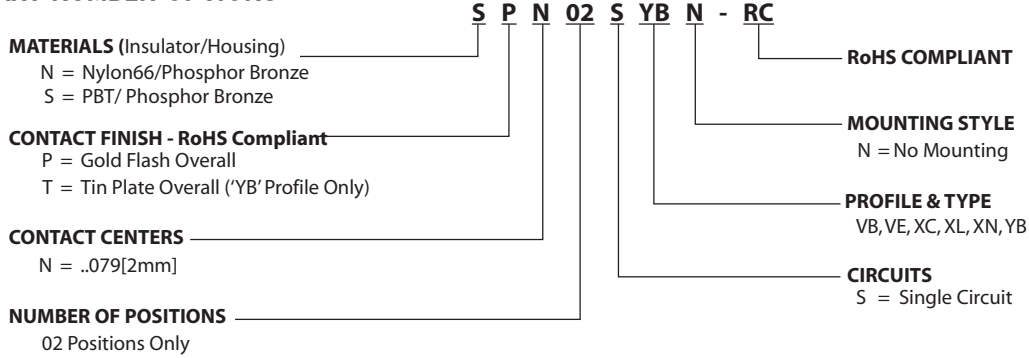 S P N 02 S YB N - RC
MATERIALS (Insulator/Housing)
N = Nylon66/Phosphor Bronze
S = PBT/ Phosphor Bronze
CONTACT FINISH - RoHS Compliant
P = Gold Flash Overall
T = Tin Plate Overall ('YB' Profile Only)
CONTACT CENTERS
N = ..079[2mm]
NUMBER OF POSITIONS
02 Positions Only
RoHS COMPLIANT
MOUNTING STYLE
N = No Mounting
PROFILE & TYPE
VB, VE, XC, XL, XN, YB
CIRCUITS
S = Single Circuit